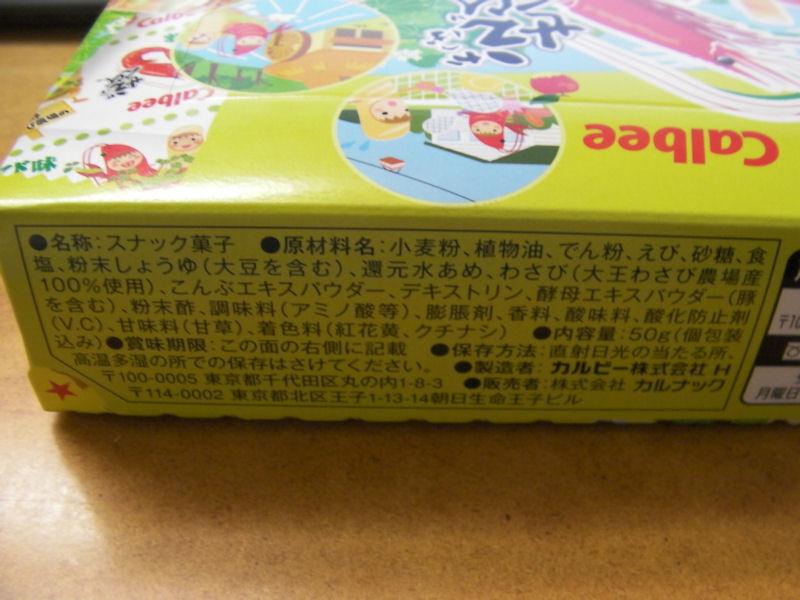 Calbee
Calbee
●名称:スナック菓子 ●原材料名:小麦粉、植物油、でん粉、えび、砂糖、食
塩、粉末しょうゆ(大豆を含む)、還元水あめ、わさび(大王わさび農場産
100%使用)、こんぶエキスパウダー、デキストリン、酵母エキスパウダー(豚
を含む)、粉末酢、調味料(アミノ酸等)、膨脹剤、香料、酸味料、酸化防止剤
(V.C)、甘味料(甘草)、着色料(紅花黄、クチナシ) ●内容量:50g(個包装
込み)●賞味期限:この面の右側に記載 ●保存方法:直射日光の当たる所、
高温多湿の所での保存はさけてください。 ●製造者:カルビー株式会社 H
〒100-0005 東京都千代田区丸の内1-8-3 ●販売者:株式会社 カルナック
〒114-0002 東京都北区王子1-13-14朝日生命王子ビル
〒10
月曜日